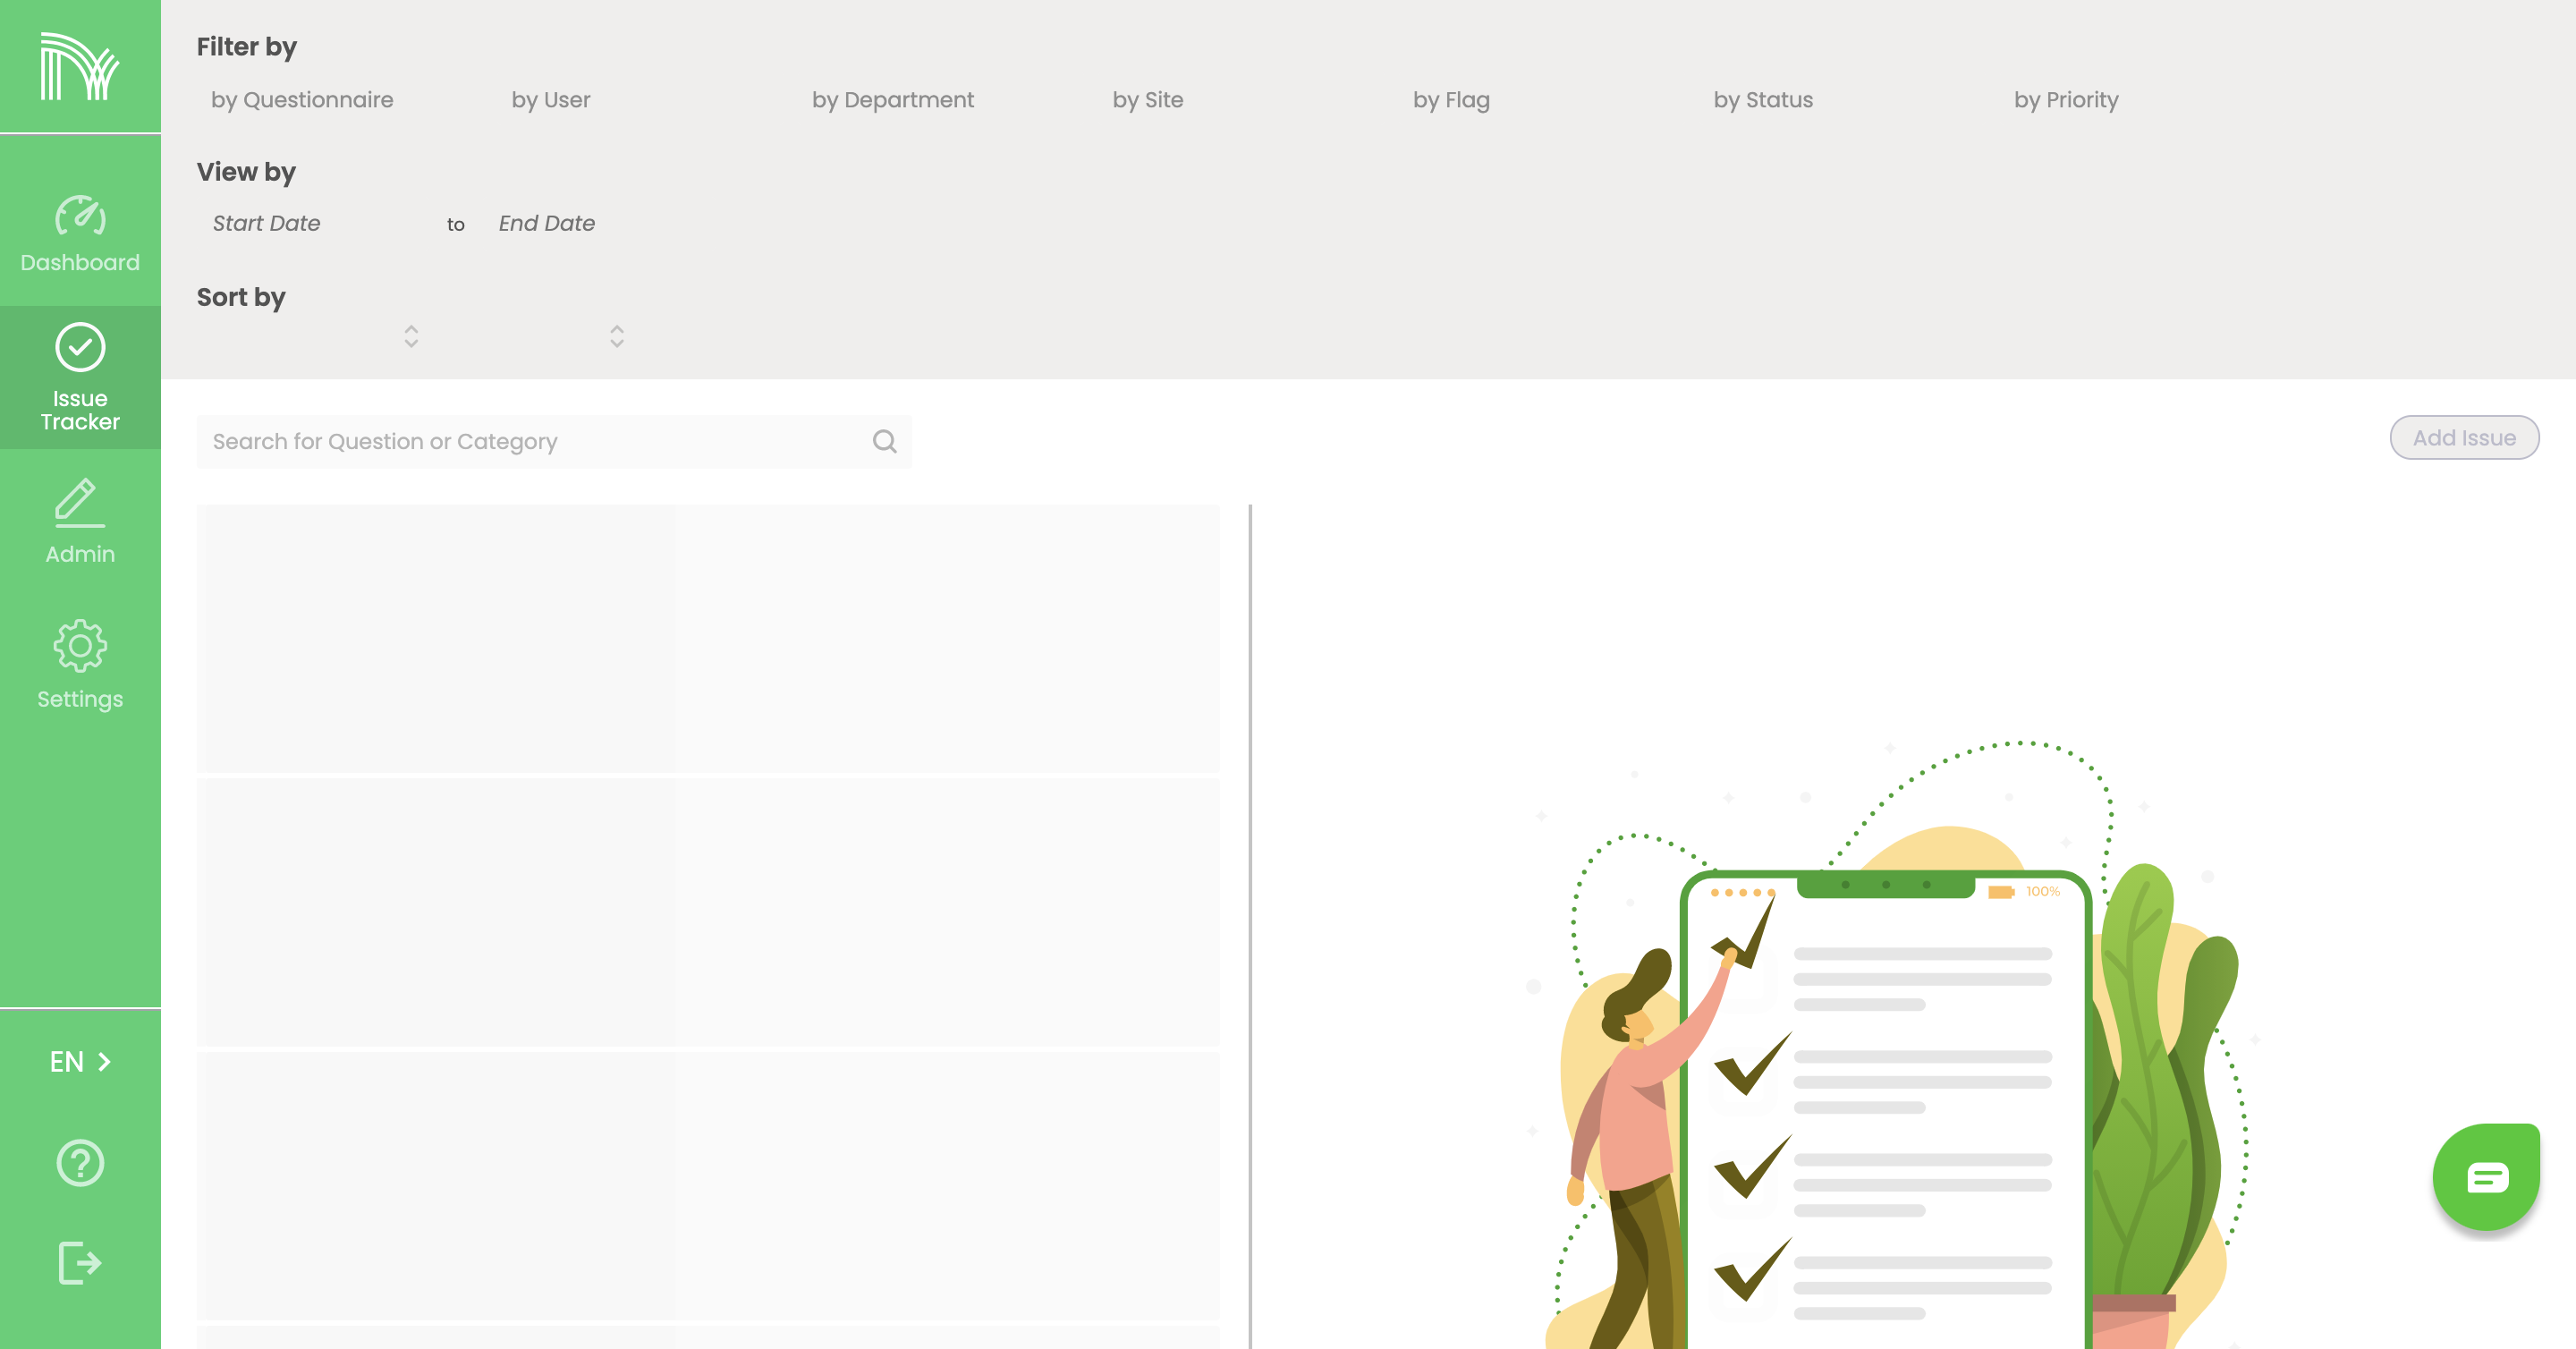 Filter by
by Questionnaire by User by Department by Site by Flag by Status by Priority
View by
Start Date to End Date
Sort by
Dashboard
Issue
Tracker
Admin
Settings
EN
Search for Question or Category
Add Issue
100%